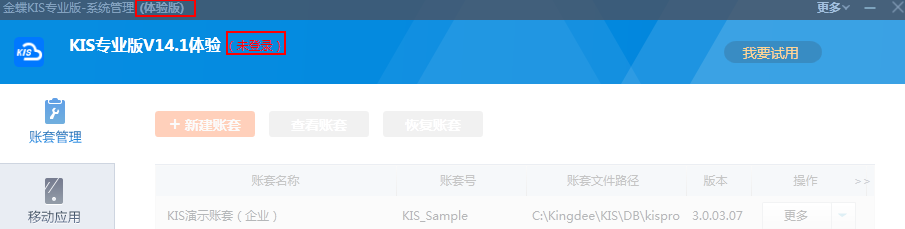 金蝶KIS专业版-系统管理 (体验版) 更多
KIS KIS专业版V14.1体验 (未登录) 我要试用
账套管理 + 新建账套 查看账套 恢复账套
账套名称 账套号 账套文件路径 版本 操作 >>
移动应用 KIS演示账套（企业） KIS_Sample C:\Kingdee\KIS\DB\kispro 3.0.03.07 更多